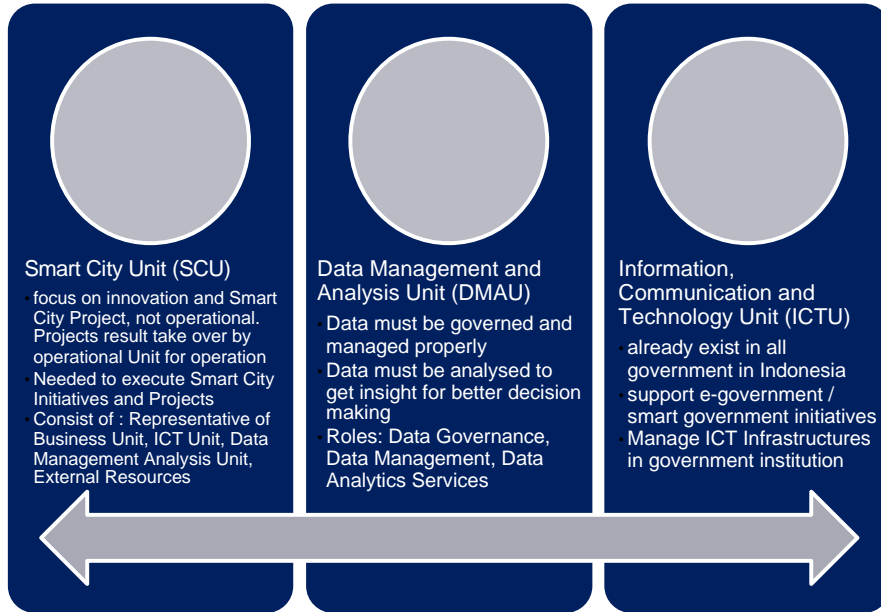 Smart City Unit (SCU)
• focus on innovation and Smart
City Project, not operational.
Projects result take over by
operational Unit for operation
• Needed to execute Smart City
Initiatives and Projects
• Consist of : Representative of
Business Unit, ICT Unit, Data
Management Analysis Unit,
External Resources
Data Management and
Analysis Unit (DMAU)
• Data must be governed and
managed properly
• Data must be analysed to
get insight for better decision
making
• Roles: Data Governance,
Data Management, Data
Analytics Services
Information,
Communication and
Technology Unit (ICTU)
• already exist in all
government in Indonesia
• support e-government /
smart government initiatives
• Manage ICT Infrastructures
in government institution